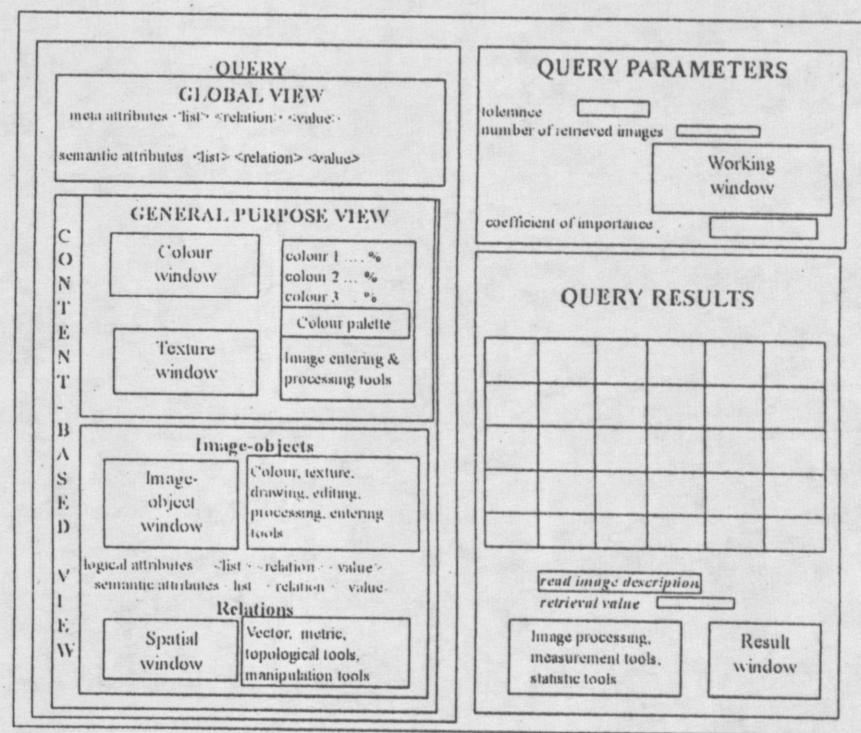 QUERY
GLOBAL VIEW
meta attributes <list> <relation> <value>
semantic attributes <list> <relation> <value>
CONTENT-BASED VIEW
GENERAL PURPOSE VIEW
Colour
window
colour 1 .... %
colour 2 ... %
colour 3 %
Colour palette
Texture
window
Image entering &
processing tools
Image-objects
Image-
object
window
Colour, texture,
drawing, editing,
processing, entering
tools
logical attributes <list> <relation> <value>
semantic attributes list relation value
Relations
Spatial
window
Vector, metric,
topological tools,
manipulation tools
QUERY PARAMETERS
tolerance
number of retrieved images
Working
window
coefficient of importance
QUERY RESULTS
read image description
retrieval value
Image processing,
measurement tools,
statistic tools
Result
window